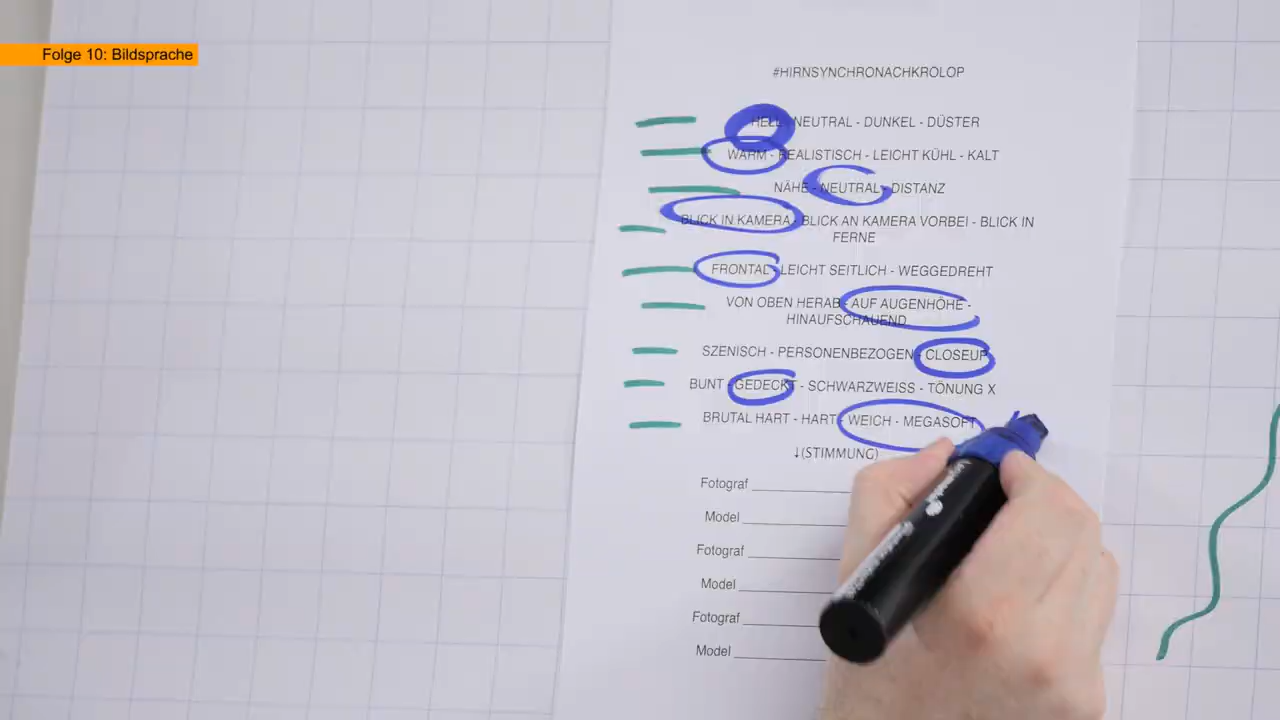 Folge 10: Bildsprache
#HIRNSYNCHRONACHKROLOP
HELL - NEUTRAL - DUNKEL - DÜSTER
WARM - REALISTISCH - LEICHT KÜHL - KALT
NÄHE - NEUTRAL - DISTANZ
BLICK IN KAMERA - BLICK AN KAMERA VORBEI - BLICK IN
FERNE
FRONTAL - LEICHT SEITLICH - WEGGEDREHT
VON OBEN HERAB - AUF AUGENHÖHE -
HINAUFSCHAUEND
SZENISCH - PERSONENBEZOGEN - CLOSEUP
BUNT - GEDECKT - SCHWARZWEISS - TÖNUNG X
BRUTAL HART - HART - WEICH - MEGASOFT
↓(STIMMUNG)
Fotograf
Model
Fotograf
Model
Fotograf
Model